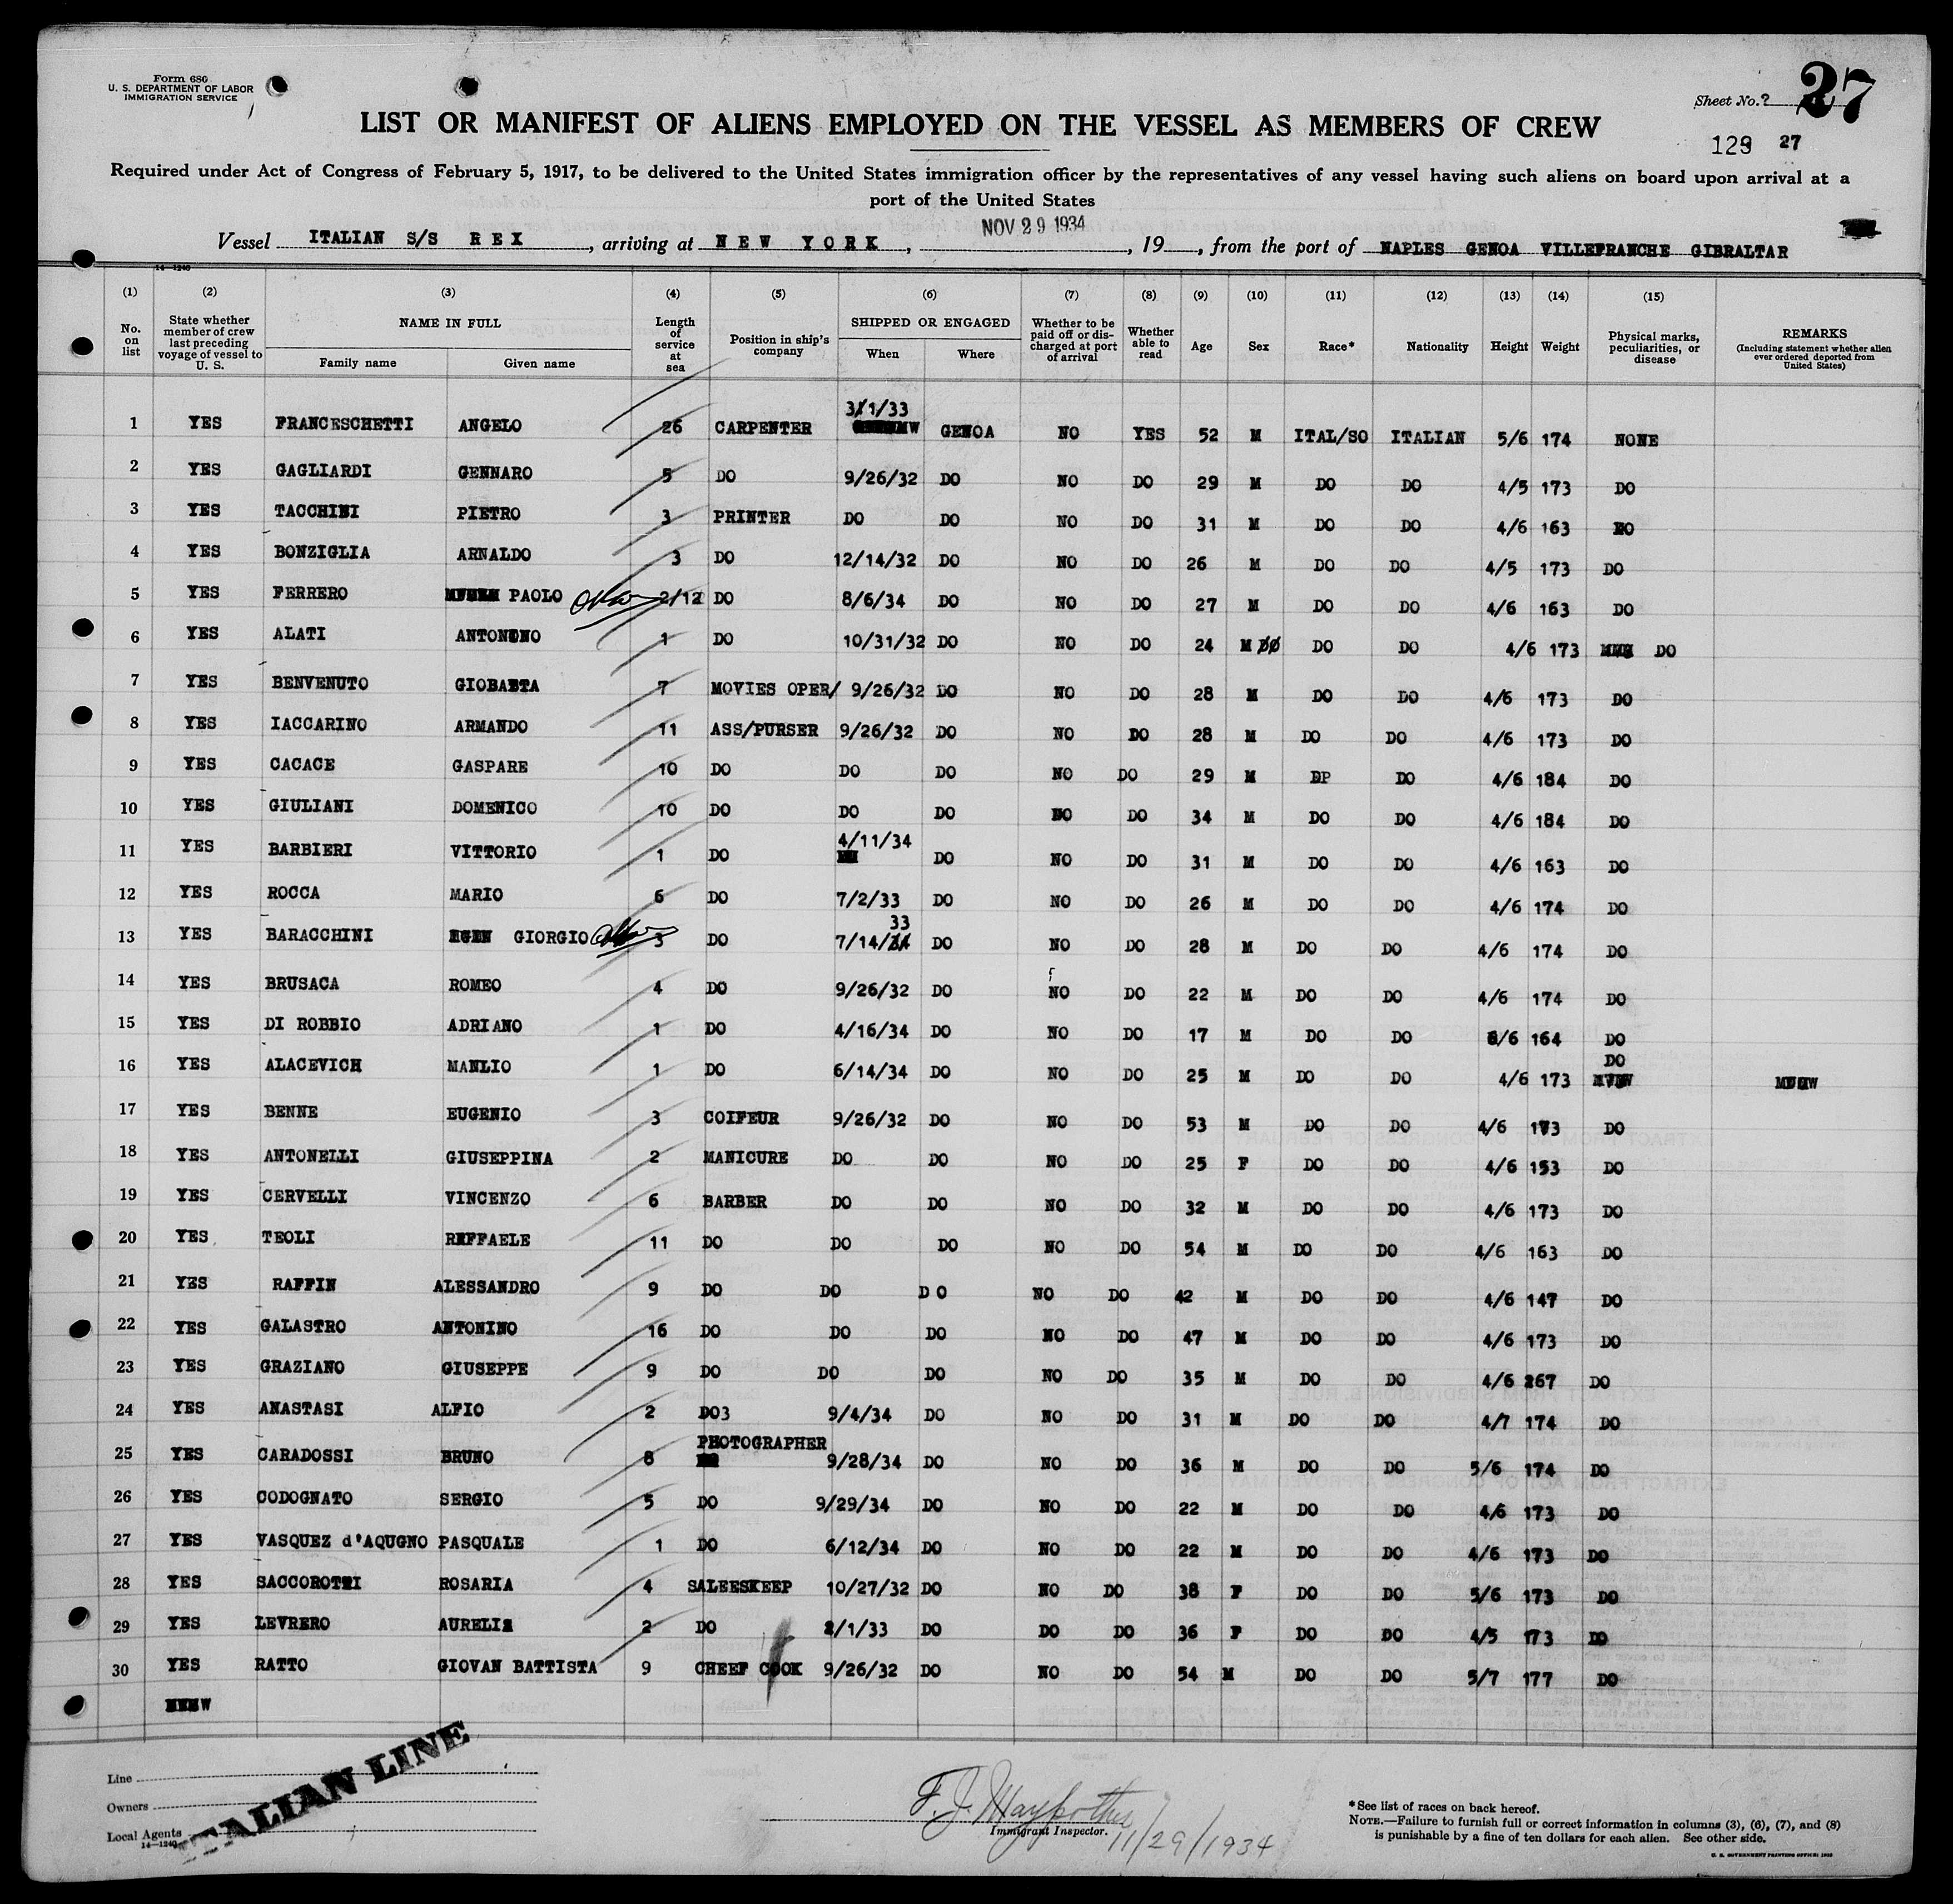 Form 680
U. S. DEPARTMENT OF LABOR
IMMIGRATION SERVICE
Sheet No. ? 27
LIST OR MANIFEST OF ALIENS EMPLOYED ON THE VESSEL AS MEMBERS OF CREW
129 27
Required under Act of Congress of February 5, 1917, to be delivered to the United States immigration officer by the representatives of any vessel having such aliens on board upon arrival at a
port of the United States
Vessel ITALIAN S/S REX, arriving at NEW YORK, NOV 29 1934, 19, from the port of NAPLES GENOA VILLEFRANCHE GIBRALTAR
14—1240
(1) (2) (3) (4) (5) (6) (7) (8) (9) (10) (11) (12) (13) (14) (15)
No. on list | State whether member of crew last preceding voyage of vessel to U. S. | NAME IN FULL Family name Given name | Length of service at sea | Position in ship's company | SHIPPED OR ENGAGED When Where | Whether to be paid off or discharged at port of arrival | Whether able to read | Age | Sex | Race* | Nationality | Height | Weight | Physical marks, peculiarities, or disease | REMARKS (Including statement whether alien ever ordered deported from United States)
1 YES FRANCESCHETTI ANGELO 26 CARPENTER 3/1/33 GENOA NO YES 52 M ITAL/SO ITALIAN 5/6 174 NONE
2 YES GAGLIARDI GENNARO 5 DO 9/26/32 DO NO DO 29 M DO DO 4/5 173 DO
3 YES TACCHINI PIETRO 3 PRINTER DO DO NO DO 31 M DO DO 4/6 163 DO
4 YES BONZIGLIA ARNALDO 3 DO 12/14/32 DO NO DO 26 M DO DO 4/5 173 DO
5 YES FERRERO PAOLO 2/12 DO 8/6/34 DO NO DO 27 M DO DO 4/6 163 DO
6 YES ALATI ANTONINO 1 DO 10/31/32 DO NO DO 24 M DO DO 4/6 173 DO
7 YES BENVENUTO GIOBATTA 7 MOVIES OPER/ 9/26/32 DO NO DO 28 M DO DO 4/6 173 DO
8 YES IACCARINO ARMANDO 11 ASS/PURSER 9/26/32 DO NO DO 28 M DO DO 4/6 173 DO
9 YES CACACE GASPARE 10 DO DO DO NO DO 29 M DP DO 4/6 184 DO
10 YES GIULIANI DOMENICO 10 DO DO DO NO DO 34 M DO DO 4/6 184 DO
11 YES BARBIERI VITTORIO 1 DO 4/11/34 DO NO DO 31 M DO DO 4/6 163 DO
12 YES ROCCA MARIO 6 DO 7/2/33 DO NO DO 26 M DO DO 4/6 174 DO
13 YES BARACCHINI GIORGIO 3 DO 7/14/33 DO NO DO 28 M DO DO 4/6 174 DO
14 YES BRUSACA ROMEO 4 DO 9/26/32 DO NO DO 22 M DO DO 4/6 174 DO
15 YES DI ROBBIO ADRIANO 1 DO 4/16/34 DO NO DO 17 M DO DO 6/6 164 DO
16 YES ALACEVICH MANLIO 1 DO 6/14/34 DO NO DO 25 M DO DO 4/6 173 DO
17 YES BENNE EUGENIO 3 COIFEUR 9/26/32 DO NO DO 53 M DO DO 4/6 173 DO
18 YES ANTONELLI GIUSEPPINA 2 MANICURE DO DO NO DO 25 F DO DO 4/6 153 DO
19 YES CERVELLI VINCENZO 6 BARBER DO DO NO DO 32 M DO DO 4/6 173 DO
20 YES TEOLI RAFFAELE 11 DO DO DO NO DO 54 M DO DO 4/6 163 DO
21 YES RAFFIN ALESSANDRO 9 DO DO D O NO DO 42 M DO DO 4/6 147 DO
22 YES GALASTRO ANTONINO 16 DO DO DO NO DO 47 M DO DO 4/6 173 DO
23 YES GRAZIANO GIUSEPPE 9 DO DO DO NO DO 35 M DO DO 4/6 267 DO
24 YES ANASTASI ALFIO 2 DO3 9/4/34 DO NO DO 31 M DO DO 4/7 174 DO
25 YES CARADOSSI BRUNO 8 PHOTOGRAPHER 9/28/34 DO NO DO 36 M DO DO 5/6 174 DO
26 YES CODOGNATO SERGIO 5 DO 9/29/34 DO NO DO 22 M DO DO 4/6 173 DO
27 YES VASQUEZ d'AQUGNO PASQUALE 1 DO 6/12/34 DO NO DO 22 M DO DO 4/6 173 DO
28 YES SACCOROTTI ROSARIA 4 SALEESKEEP 10/27/32 DO NO DO 38 F DO DO 5/6 173 DO
29 YES LEVRERO AURELIA 2 DO /1/33 DO DO DO 36 F DO DO 4/5 173 DO
30 YES RATTO GIOVAN BATTISTA 9 CHEEF COOK 9/26/32 DO NO DO 54 M DO DO 5/7 177 DO
Line
Owners
Local Agents
14—1240
ITALIAN LINE
F. J.
Immigrant Inspector. 11/29/1934
*See list of races on back hereof.
NOTE.—Failure to furnish full or correct information in columns (3), (6), (7), and (8)
is punishable by a fine of ten dollars for each alien. See other side.
U. S. GOVERNMENT PRINTING OFFICE: 1933